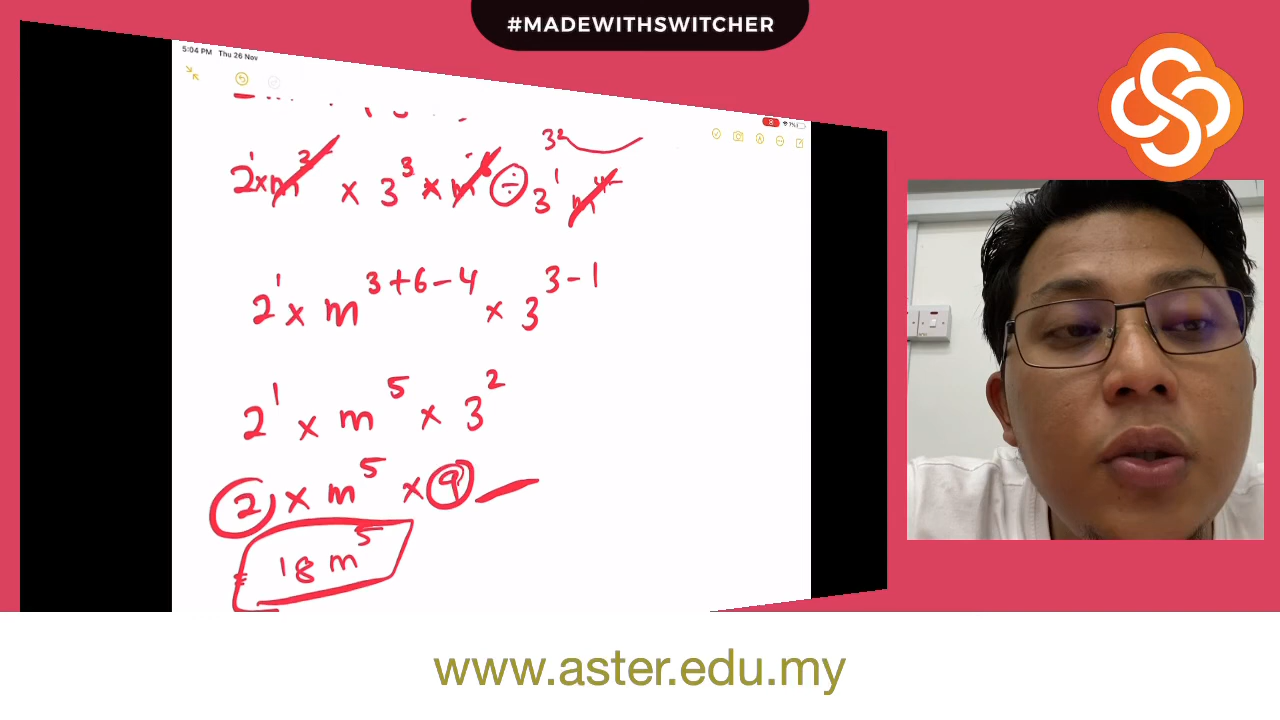 #MADEWITHSWITCHER
5:04 PM Thu 26 Nov
7%
3²
2¹ × m³ × 3³ × m⁶ ÷ 3¹ m⁴
2¹ × m³⁺⁶⁻⁴ × 3³⁻¹
2¹ × m⁵ × 3²
2 × m⁵ × 9
= 18 m⁵
www.aster.edu.my